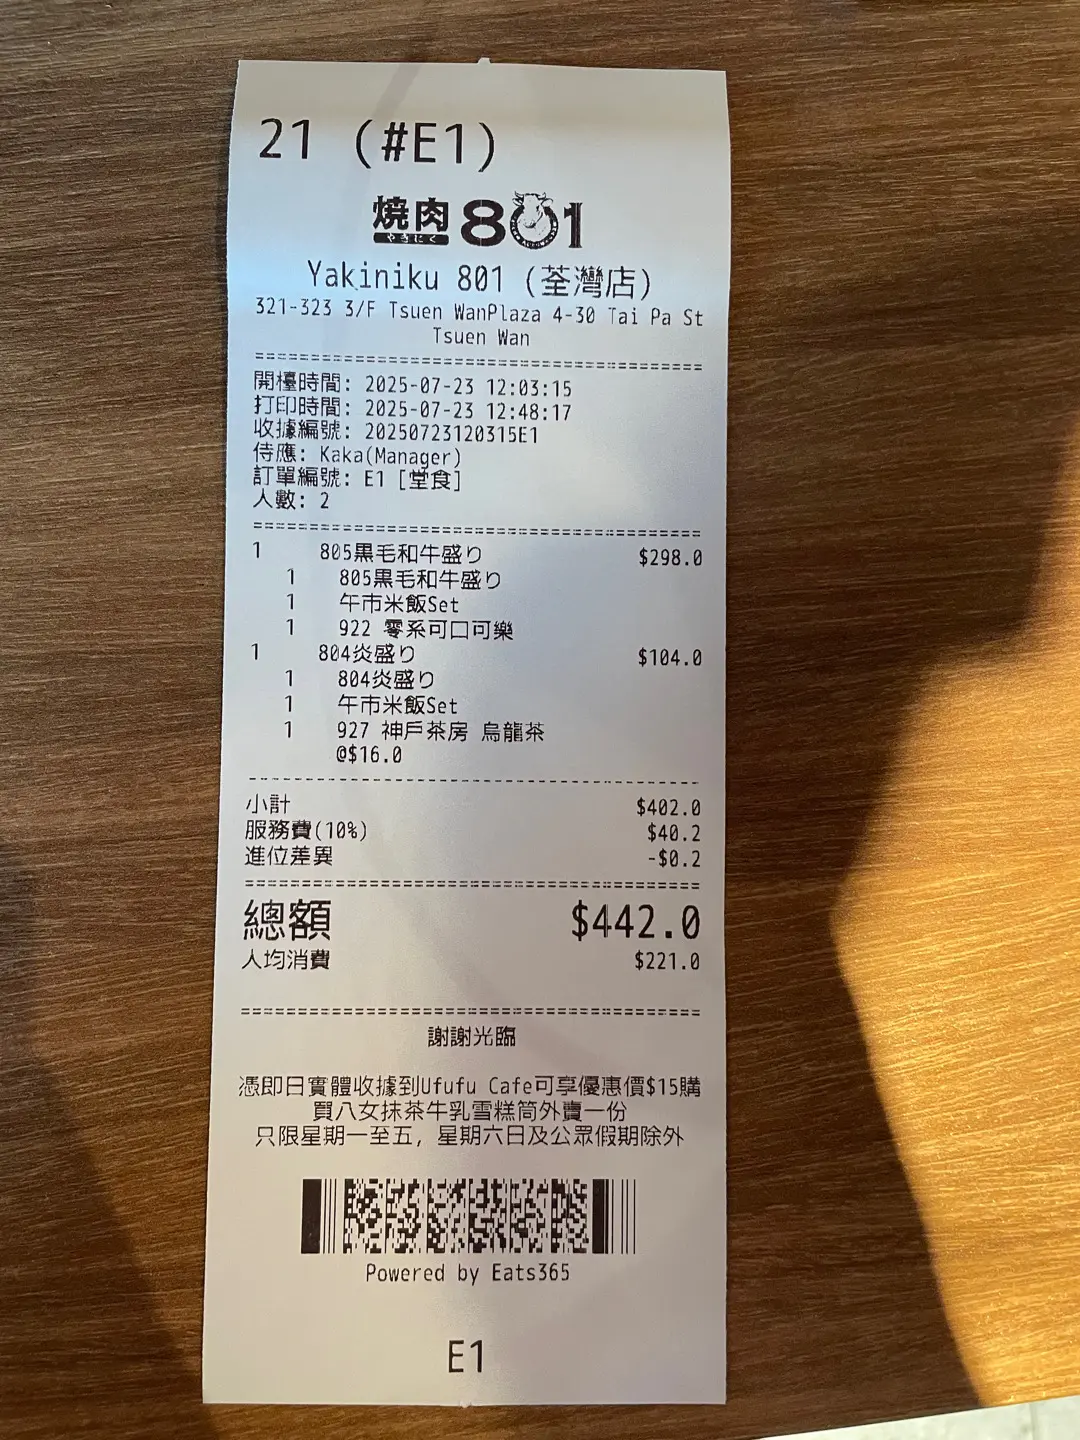 21 (#E1)
焼肉801
やきにく
Yakiniku 801 (荃灣店)
321-323 3/F Tsuen WanPlaza 4-30 Tai Pa St
Tsuen Wan
開檯時間: 2025-07-23 12:03:15
打印時間: 2025-07-23 12:48:17
收據編號: 20250723120315E1
侍應: Kaka(Manager)
訂單編號: E1 [堂食]
人數: 2
1 805黒毛和牛盛り $298.0
1 805黒毛和牛盛り
1 午市米飯Set
1 922 零系可口可樂
1 804炎盛り $104.0
1 804炎盛り
1 午市米飯Set
1 927 神戶茶房 烏龍茶
@$16.0
小計 $402.0
服務費(10%) $40.2
進位差異 -$0.2
總額 $442.0
人均消費 $221.0
謝謝光臨
憑即日實體收據到Ufufu Cafe可享優惠價$15購
買八女抹茶牛乳雪糕筒外賣一份
只限星期一至五, 星期六日及公眾假期除外
Powered by Eats365
E1